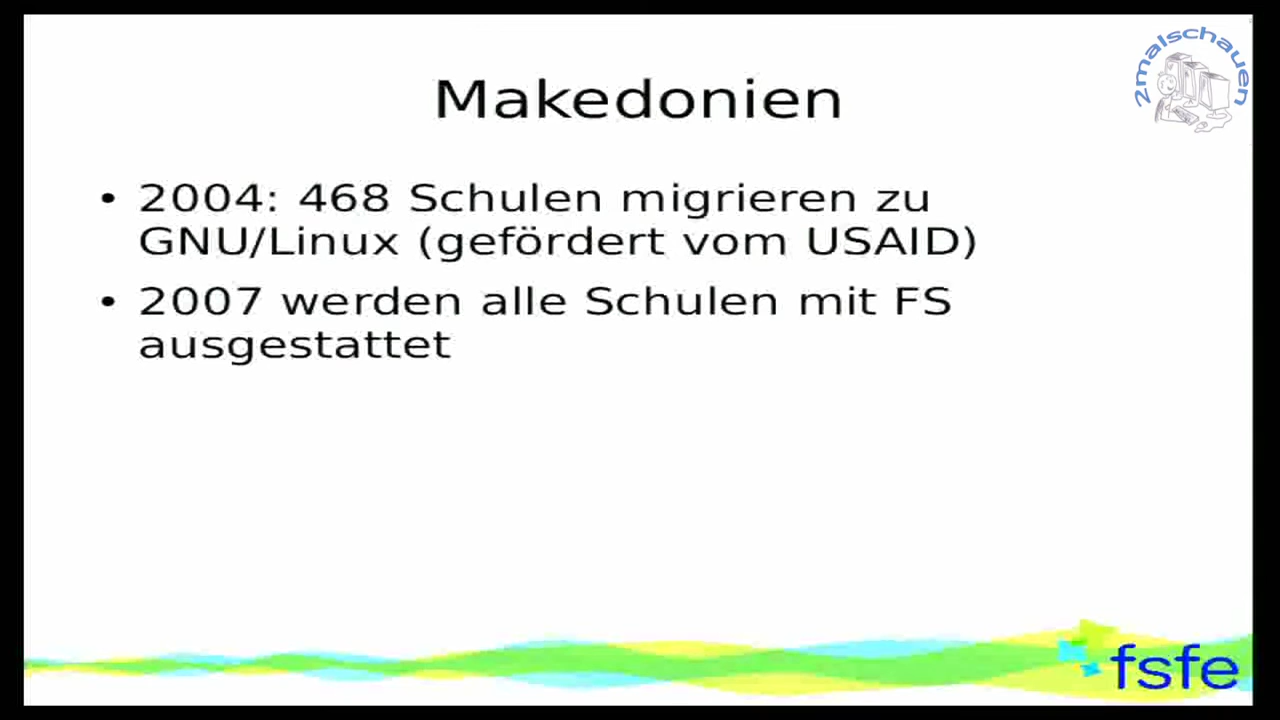 2malschauen
Makedonien
• 2004: 468 Schulen migrieren zu
GNU/Linux (gefördert vom USAID)
• 2007 werden alle Schulen mit FS
ausgestattet
fsfe